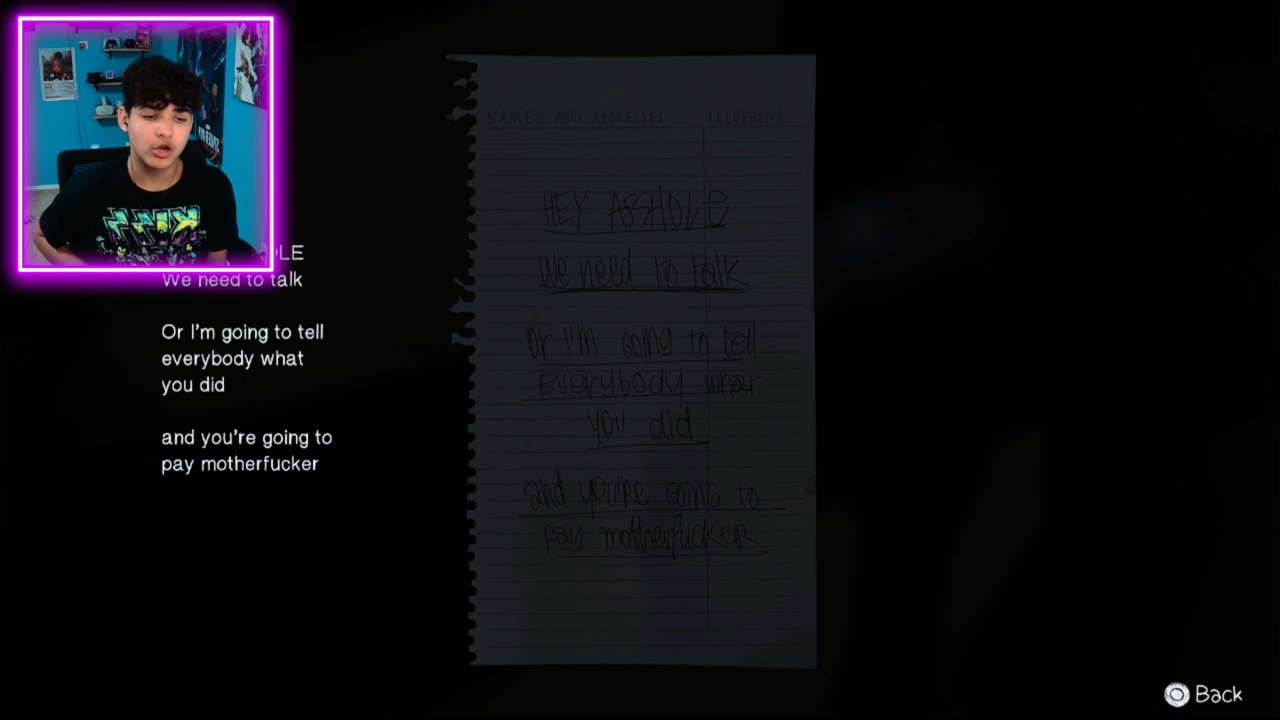 NAMES AND ADDRESSES TELEPHONE
HEY ASSHOLE
We need to talk
or I'm going to tell
everybody what
you did
and you're going to
pay motherfucker
LE
We need to talk
Or I'm going to tell
everybody what
you did
and you're going to
pay motherfucker
Back